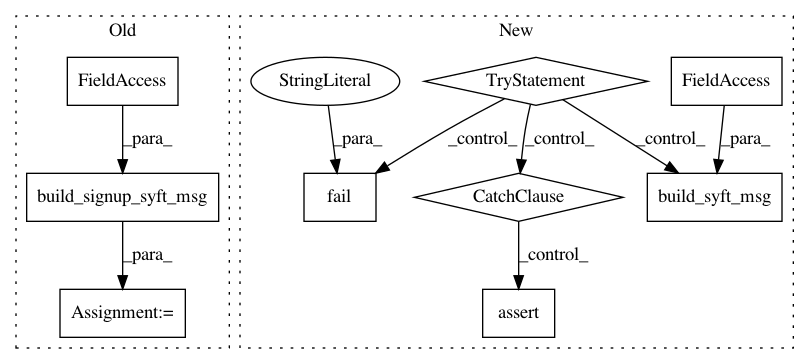 Old
New
FieldAccess
StringLiteral
TryStatement
FieldAccess
_para_
_para_
_control_
_control_
_control_
_para_
build_signup_syft_msg
fail
CatchClause
build_syft_msg
_para_
_control_
Assignment:=
assert